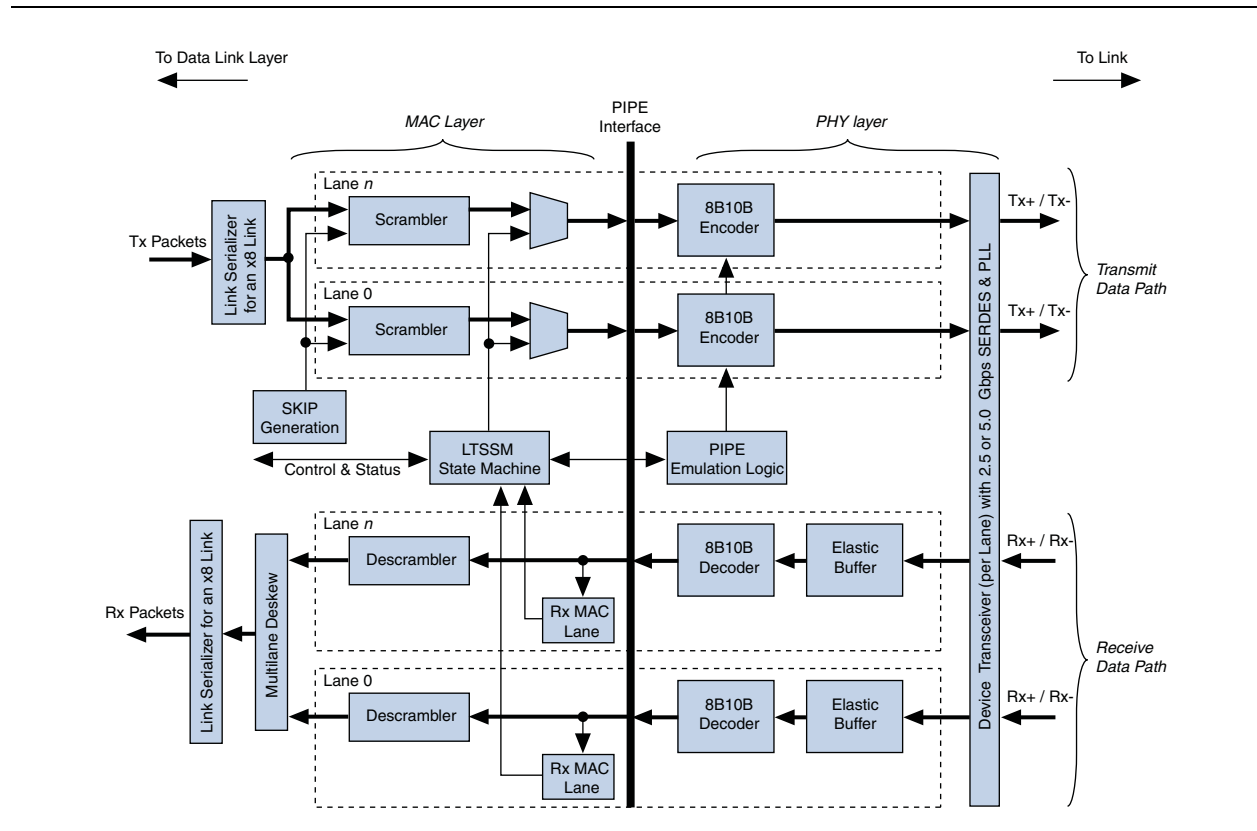 To Data Link Layer
To Link
MAC Layer
PIPE
Interface
PHY layer
Lane n
Scrambler
8B10B
Encoder
Tx+ / Tx-
Tx Packets
Link Serializer
for an x8 Link
Lane 0
Scrambler
8B10B
Encoder
Tx+ / Tx-
Transmit
Data Path
SKIP
Generation
Control & Status
LTSSM
State Machine
PIPE
Emulation Logic
Device Transceiver (per Lane) with 2.5 or 5.0 Gbps SERDES & PLL
Lane n
Descrambler
8B10B
Decoder
Elastic
Buffer
Rx+ / Rx-
Rx MAC
Lane
Rx Packets
Link Serializer for an x8 Link
Multilane Deskew
Receive
Data Path
Lane 0
Descrambler
8B10B
Decoder
Elastic
Buffer
Rx+ / Rx-
Rx MAC
Lane